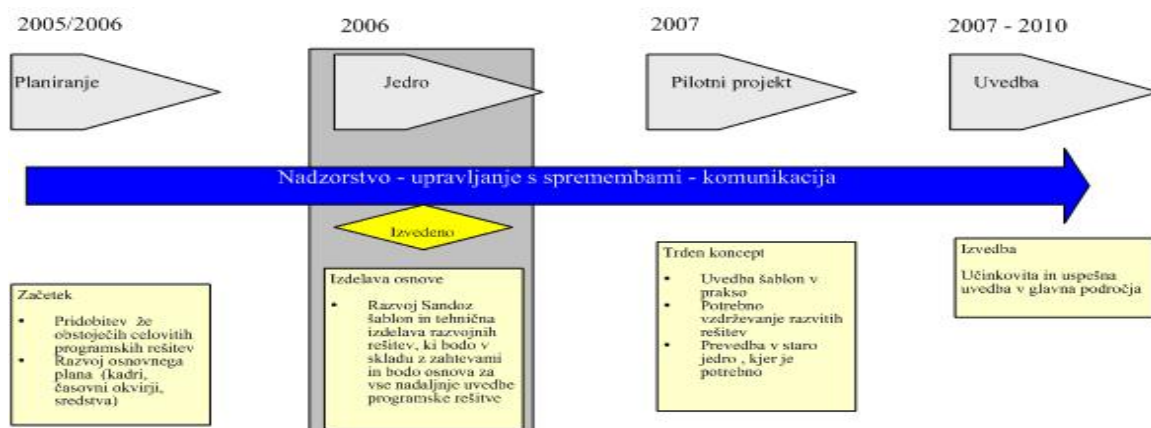 2005/2006
2006
2007
2007 - 2010
Planiranje
Jedro
Pilotni projekt
Uvedba
Nadzorstvo - upravljanje s spremembami - komunikacija
Izvedeno
Začetek
• Pridobitev že
obstoječih celovitih
programskih rešitev
• Razvoj osnovnega
plana (kadri,
časovni okvirji,
sredstva)
Izdelava osnove
• Razvoj Sandoz
šablon in tehnična
izdelava razvojnih
rešitev, ki bodo v
skladu z zahtevami
in bodo osnova za
vse nadaljnje uvedbe
programske rešitve
Trden koncept
• Uvedba šablon v
prakso
• Potrebno
vzdrževanje razvitih
rešitev
• Prevedba v staro
jedro , kjer je
potrebno
Izvedba
Učinkovita in uspešna
uvedba v glavna področja